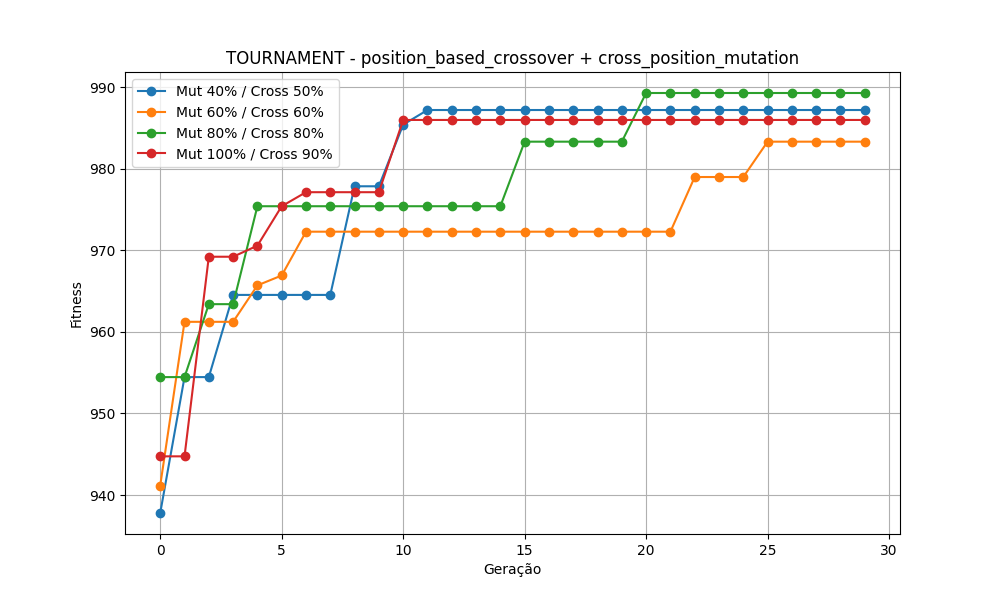 TOURNAMENT - position_based_crossover + cross_position_mutation
Mut 40% / Cross 50%
Mut 60% / Cross 60%
Mut 80% / Cross 80%
Mut 100% / Cross 90%
990
980
970
960
950
940
Fitness
0 5 10 15 20 25 30
Geração